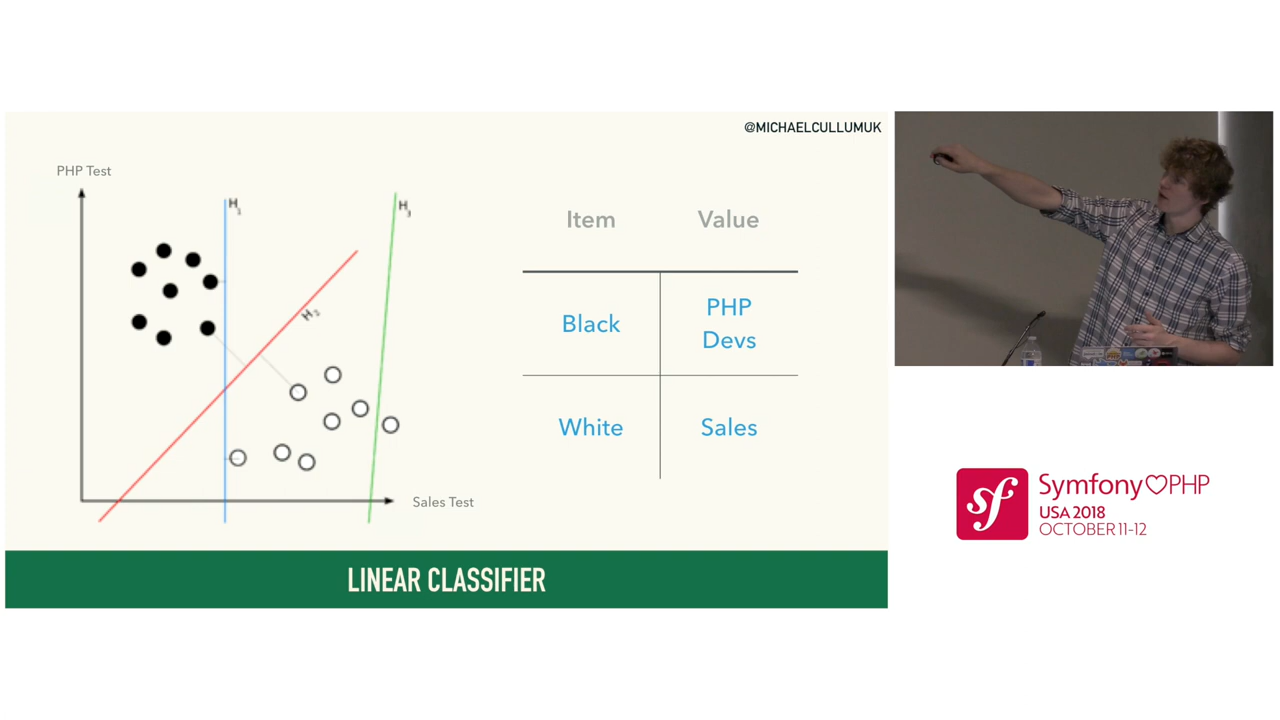 @MICHAELCULLUMUK
PHP Test
H1
H3
H2
Sales Test
Item Value
Black PHP
Devs
White Sales
LINEAR CLASSIFIER
sf
Symfony♡PHP
USA 2018
OCTOBER 11-12